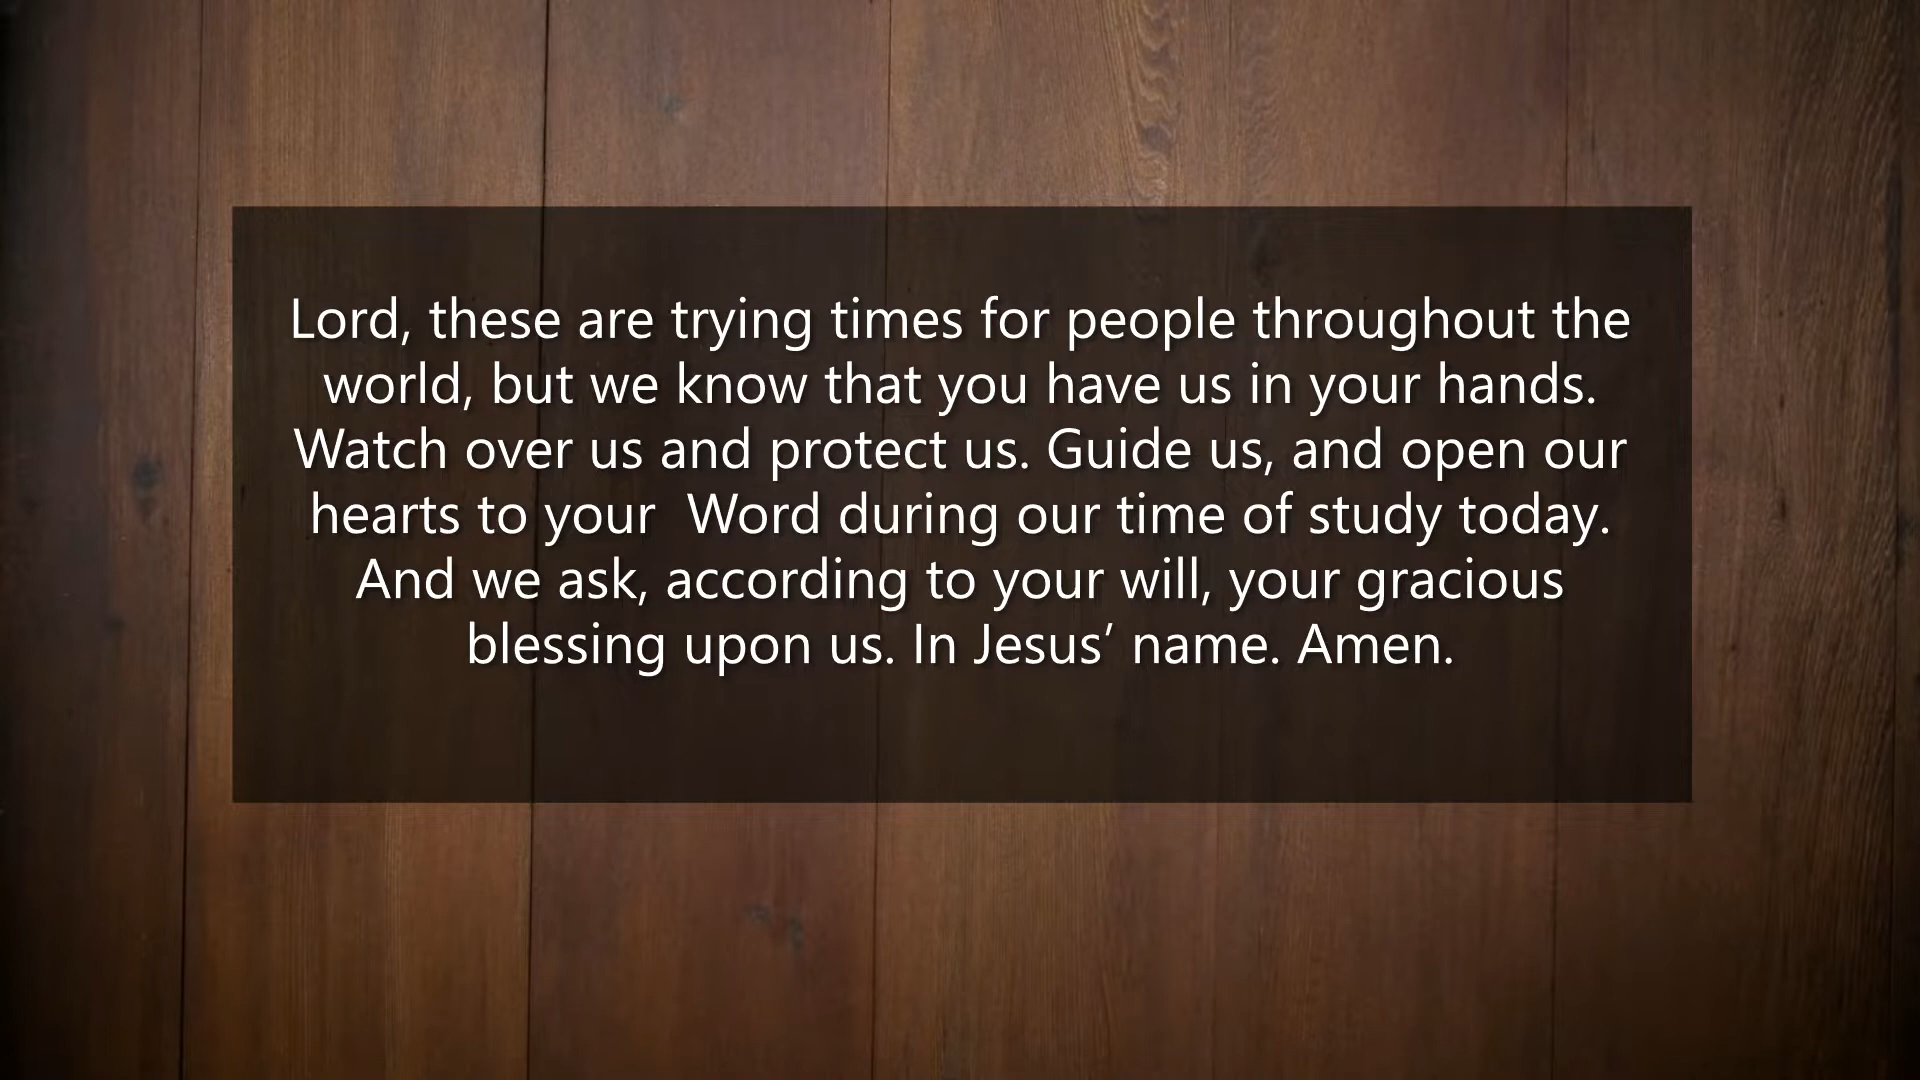 Lord, these are trying times for people throughout the
world, but we know that you have us in your hands.
Watch over us and protect us. Guide us, and open our
hearts to your  Word during our time of study today.
And we ask, according to your will, your gracious
blessing upon us. In Jesus’ name. Amen.